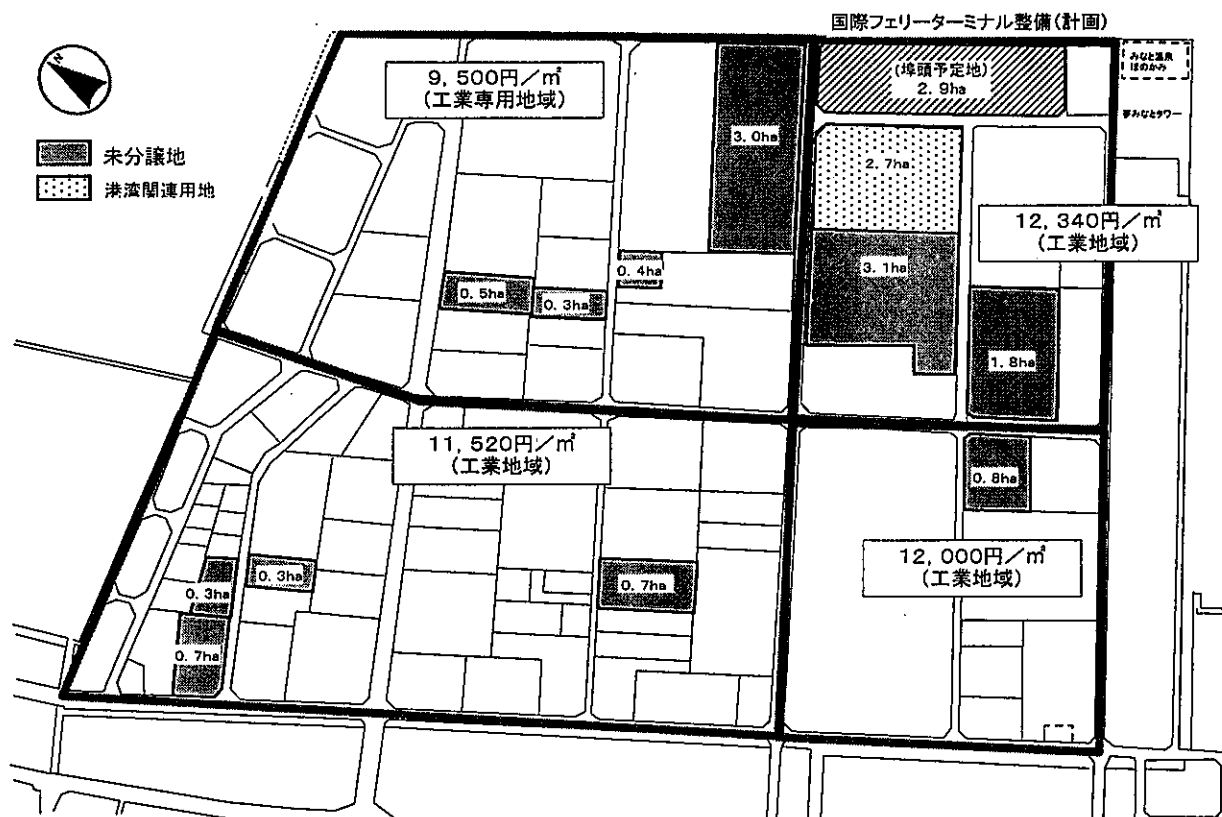 国際フェリーターミナル整備(計画)
N
みなと温泉
ほのかみ
9,500円/㎡
(工業専用地域)
(埠頭予定地)
2.9ha
夢みなとタワー
3.0ha
未分譲地
2.7ha
港湾関連用地
12,340円/㎡
(工業地域)
0.4ha
3.1ha
0.5ha
0.3ha
1.8ha
11,520円/㎡
(工業地域)
0.8ha
12,000円/㎡
(工業地域)
0.3ha
0.3ha
0.7ha
0.7ha